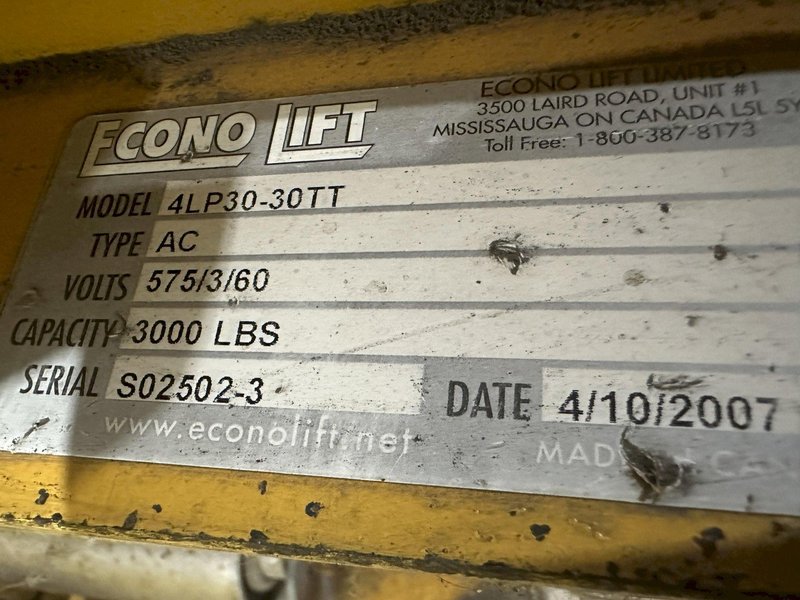 ECONO LIFT
ECONO LIFT LIMITED
3500 LAIRD ROAD, UNIT #1
MISSISSAUGA ON CANADA L5L 5Y
Toll Free: 1-800-387-8173
MODEL 4LP30-30TT
TYPE AC
VOLTS 575/3/60
CAPACITY 3000 LBS
SERIAL S02502-3 DATE 4/10/2007
www.econolift.net